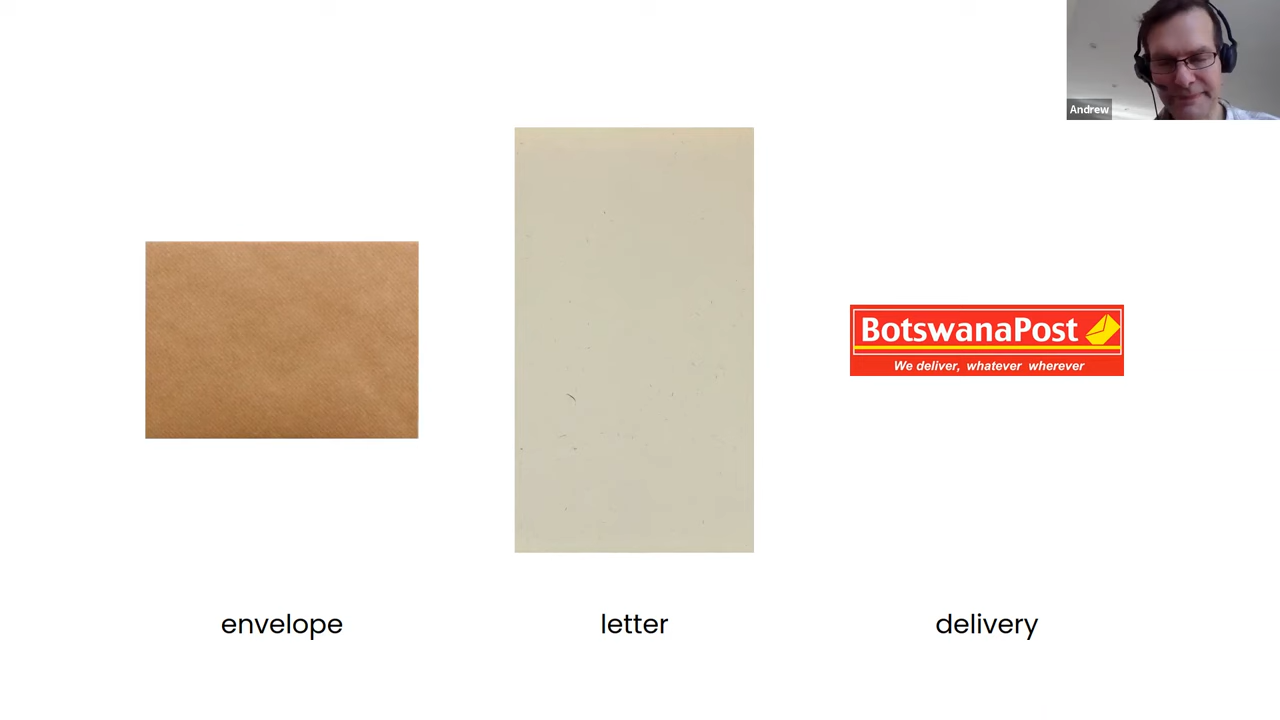 Andrew
BotswanaPost
We deliver, whatever wherever
envelope
letter
delivery